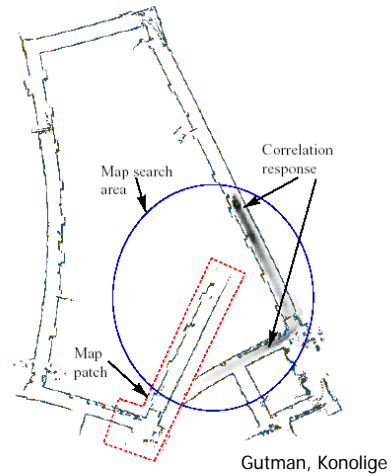 Correlation
response
Map search
area
Map
patch
Gutman, Konolige